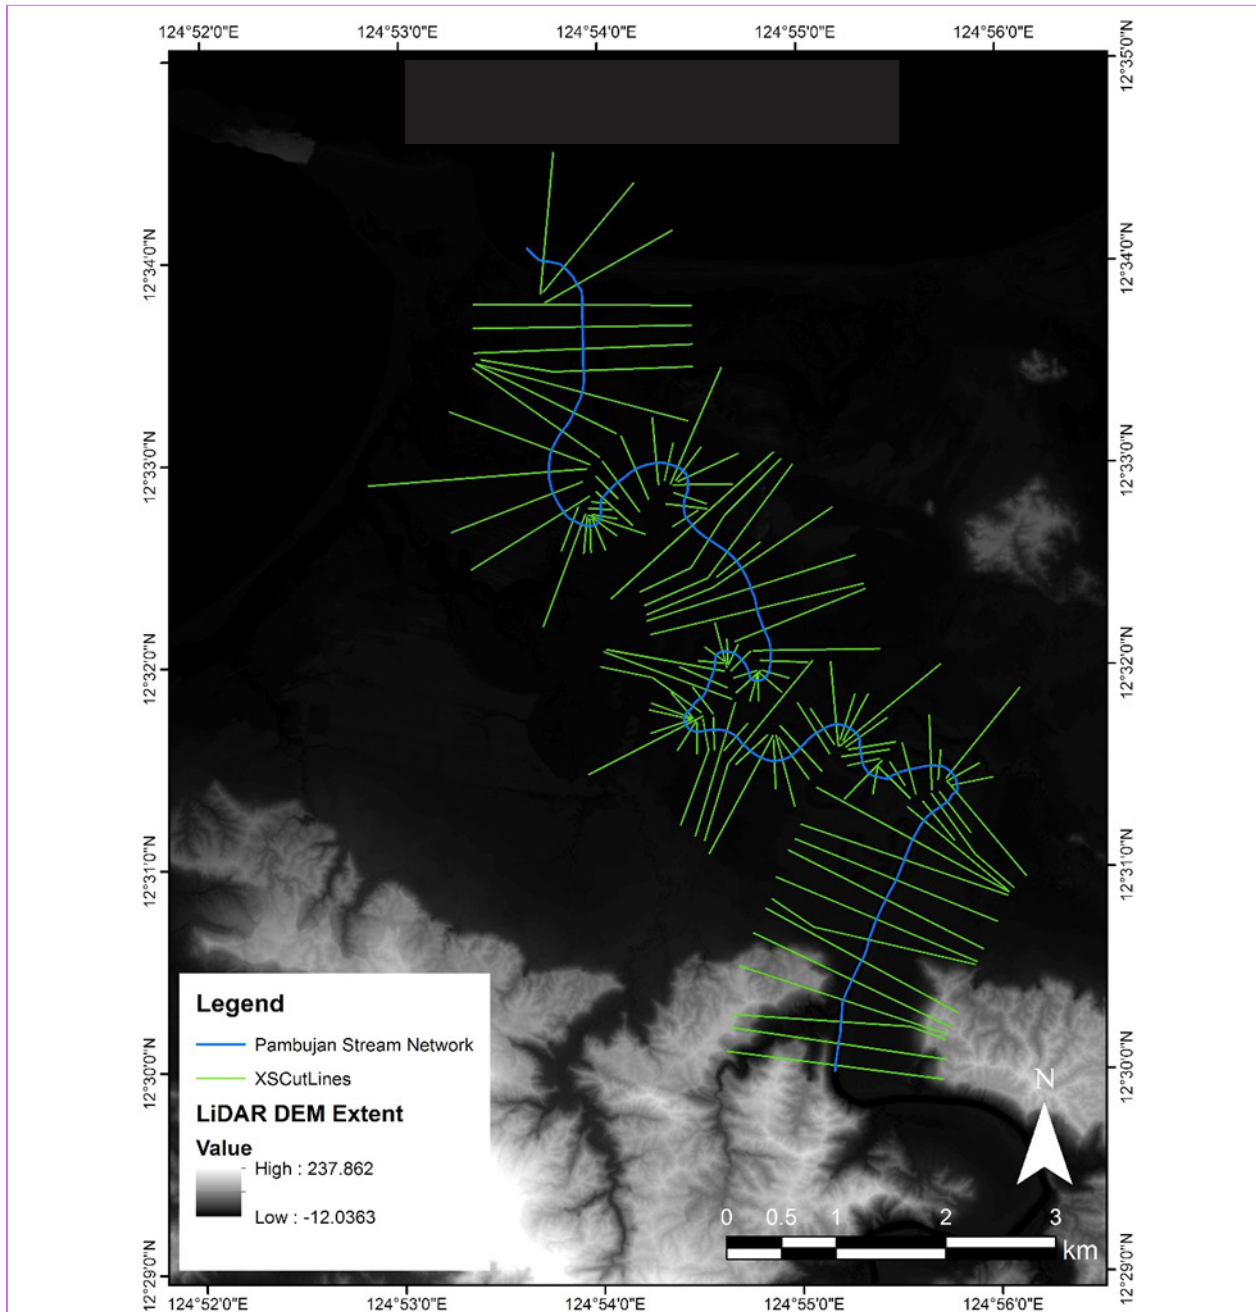 124°52'0"E 124°53'0"E 124°54'0"E 124°55'0"E 124°56'0"E
12°35'0"N
12°34'0"N 12°34'0"N
12°33'0"N 12°33'0"N
12°32'0"N 12°32'0"N
12°31'0"N 12°31'0"N
12°30'0"N 12°30'0"N
12°29'0"N 12°29'0"N
Legend
Pambujan Stream Network
XSCutLines
LiDAR DEM Extent
Value
High : 237.862
Low : -12.0363
N
0 0.5 1 2 3
km
124°52'0"E 124°53'0"E 124°54'0"E 124°55'0"E 124°56'0"E